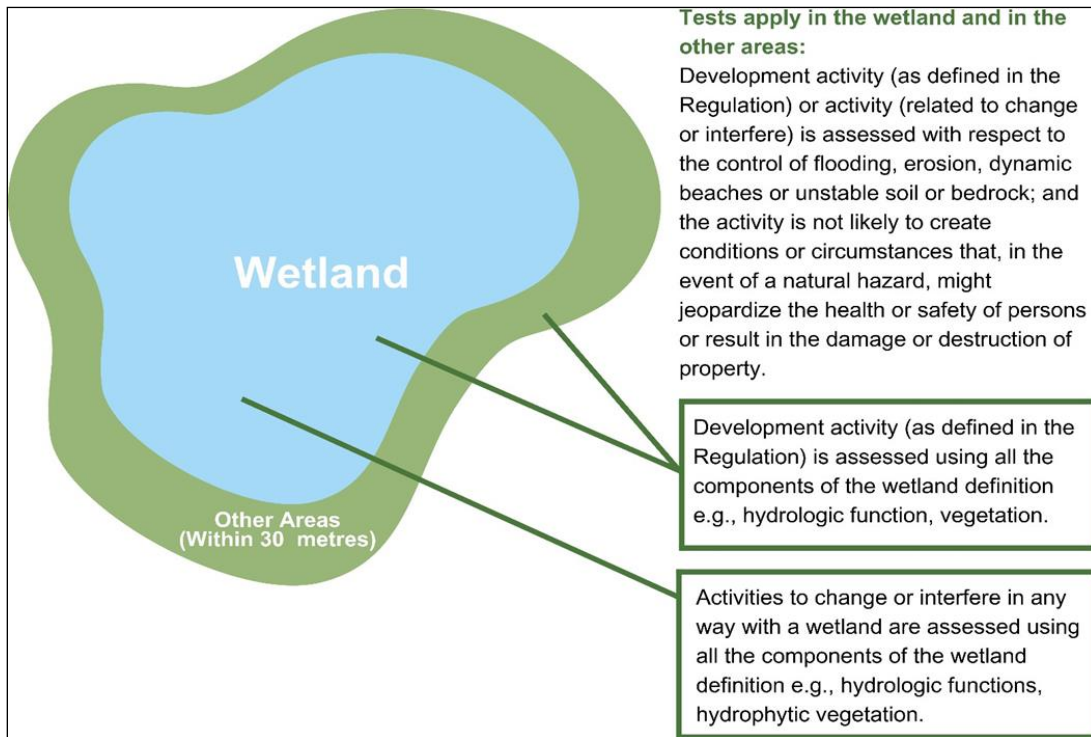 Tests apply in the wetland and in the
other areas:
Development activity (as defined in the
Regulation) or activity (related to change
or interfere) is assessed with respect to
the control of flooding, erosion, dynamic
beaches or unstable soil or bedrock; and
the activity is not likely to create
conditions or circumstances that, in the
event of a natural hazard, might
jeopardize the health or safety of persons
or result in the damage or destruction of
property.
Wetland
Other Areas
(Within 30 metres)
Development activity (as defined in the
Regulation) is assessed using all the
components of the wetland definition
e.g., hydrologic function, vegetation.
Activities to change or interfere in any
way with a wetland are assessed using
all the components of the wetland
definition e.g., hydrologic functions,
hydrophytic vegetation.